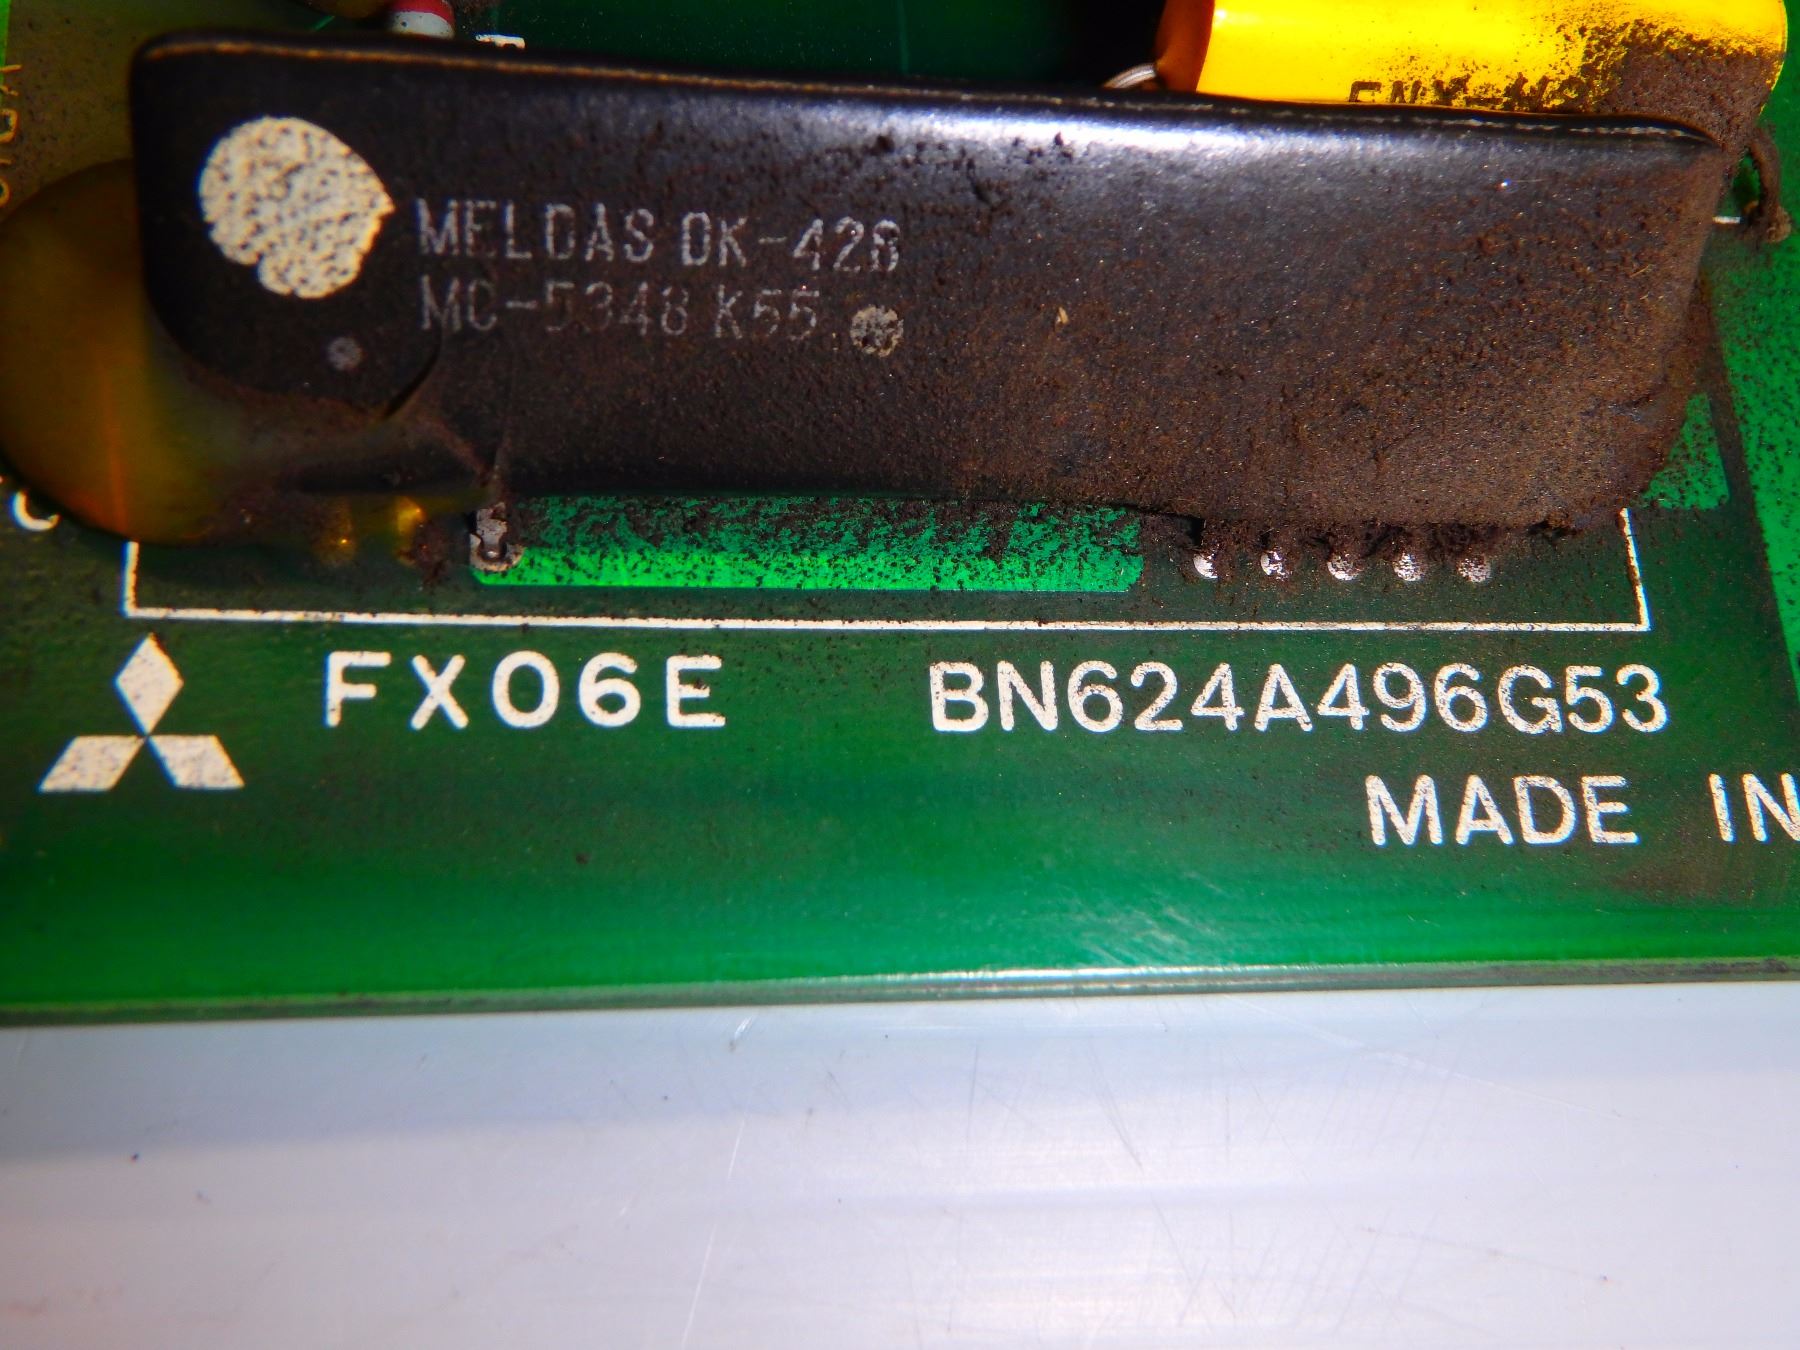 MELDAS DK-428
MC-5348 K55
FX06E BN624A496G53
MADE IN